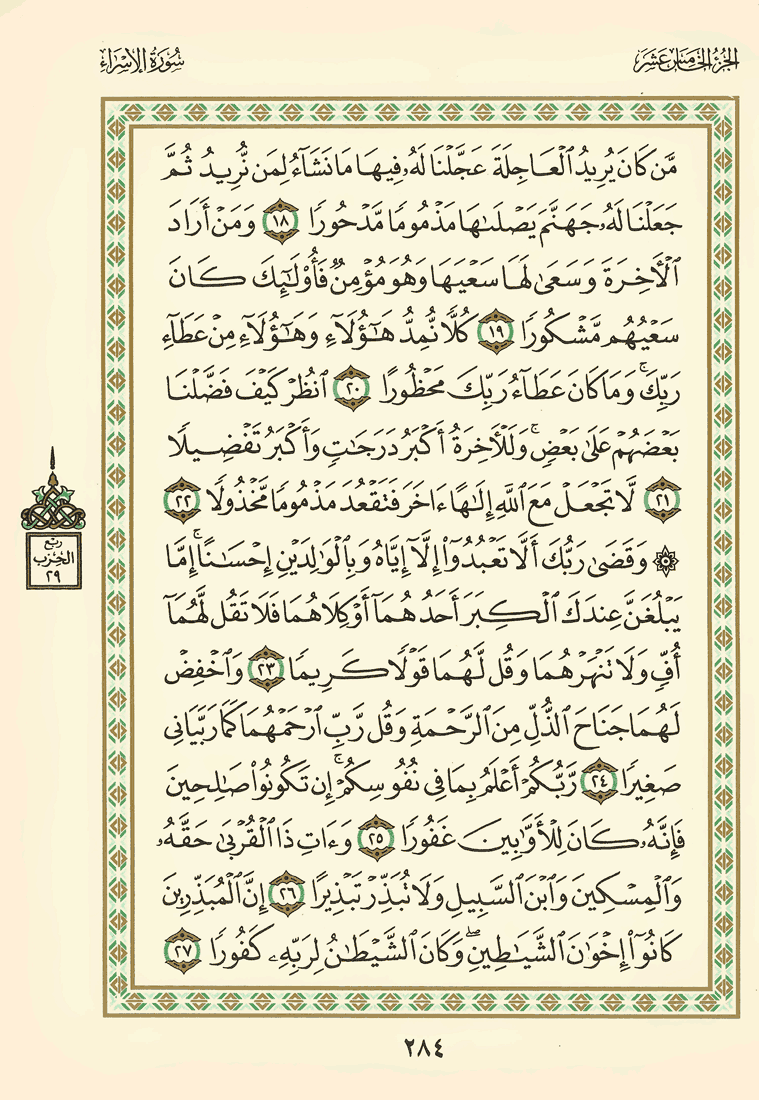 الجزء الخامس عشر
سورة الإسراء
مَّن كَانَ يُرِيدُ ٱلْعَاجِلَةَ عَجَّلْنَا لَهُۥ فِيهَا مَا نَشَآءُ لِمَن نُّرِيدُ ثُمَّ
جَعَلْنَا لَهُۥ جَهَنَّمَ يَصْلَىٰهَا مَذْمُومًا مَّدْحُورًا ١٨ وَمَنْ أَرَادَ
ٱلْأَخِرَةَ وَسَعَىٰ لَهَا سَعْيَهَا وَهُوَ مُؤْمِنٌ فَأُو۟لَٰٓئِكَ كَانَ
سَعْيُهُم مَّشْكُورًا ١٩ كُلًّا نُّمِدُّ هَٰٓؤُلَآءِ وَهَٰٓؤُلَآءِ مِنْ عَطَآءِ
رَبِّكَ ۚ وَمَا كَانَ عَطَآءُ رَبِّكَ مَحْظُورًا ٢٠ ٱنظُرْ كَيْفَ فَضَّلْنَا
بَعْضَهُمْ عَلَىٰ بَعْضٍ ۚ وَلَلْأَخِرَةُ أَكْبَرُ دَرَجَٰتٍ وَأَكْبَرُ تَفْضِيلًا
٢١ لَّا تَجْعَلْ مَعَ ٱللَّهِ إِلَٰهًا ءَاخَرَ فَتَقْعُدَ مَذْمُومًا مَّخْذُولًا ٢٢
۞ وَقَضَىٰ رَبُّكَ أَلَّا تَعْبُدُوٓا۟ إِلَّآ إِيَّاهُ وَبِٱلْوَٰلِدَيْنِ إِحْسَٰنًا ۚ إِمَّا
يَبْلُغَنَّ عِندَكَ ٱلْكِبَرَ أَحَدُهُمَآ أَوْ كِلَاهُمَا فَلَا تَقُل لَّهُمَآ
أُفٍّ وَلَا تَنْهَرْهُمَا وَقُل لَّهُمَا قَوْلًا كَرِيمًا ٢٣ وَٱخْفِضْ
لَهُمَا جَنَاحَ ٱلذُّلِّ مِنَ ٱلرَّحْمَةِ وَقُل رَّبِّ ٱرْحَمْهُمَا كَمَا رَبَّيَانِى
صَغِيرًا ٢٤ رَّبُّكُمْ أَعْلَمُ بِمَا فِى نُفُوسِكُمْ ۚ إِن تَكُونُوا۟ صَٰلِحِينَ
فَإِنَّهُۥ كَانَ لِلْأَوَّٰبِينَ غَفُورًا ٢٥ وَءَاتِ ذَا ٱلْقُرْبَىٰ حَقَّهُۥ
وَٱلْمِسْكِينَ وَٱبْنَ ٱلسَّبِيلِ وَلَا تُبَذِّرْ تَبْذِيرًا ٢٦ إِنَّ ٱلْمُبَذِّرِينَ
كَانُوٓا۟ إِخْوَٰنَ ٱلشَّيَٰطِينِ ۖ وَكَانَ ٱلشَّيْطَٰنُ لِرَبِّهِۦ كَفُورًا ٢٧
ربع
الحزب
٢٩
٢٨٤